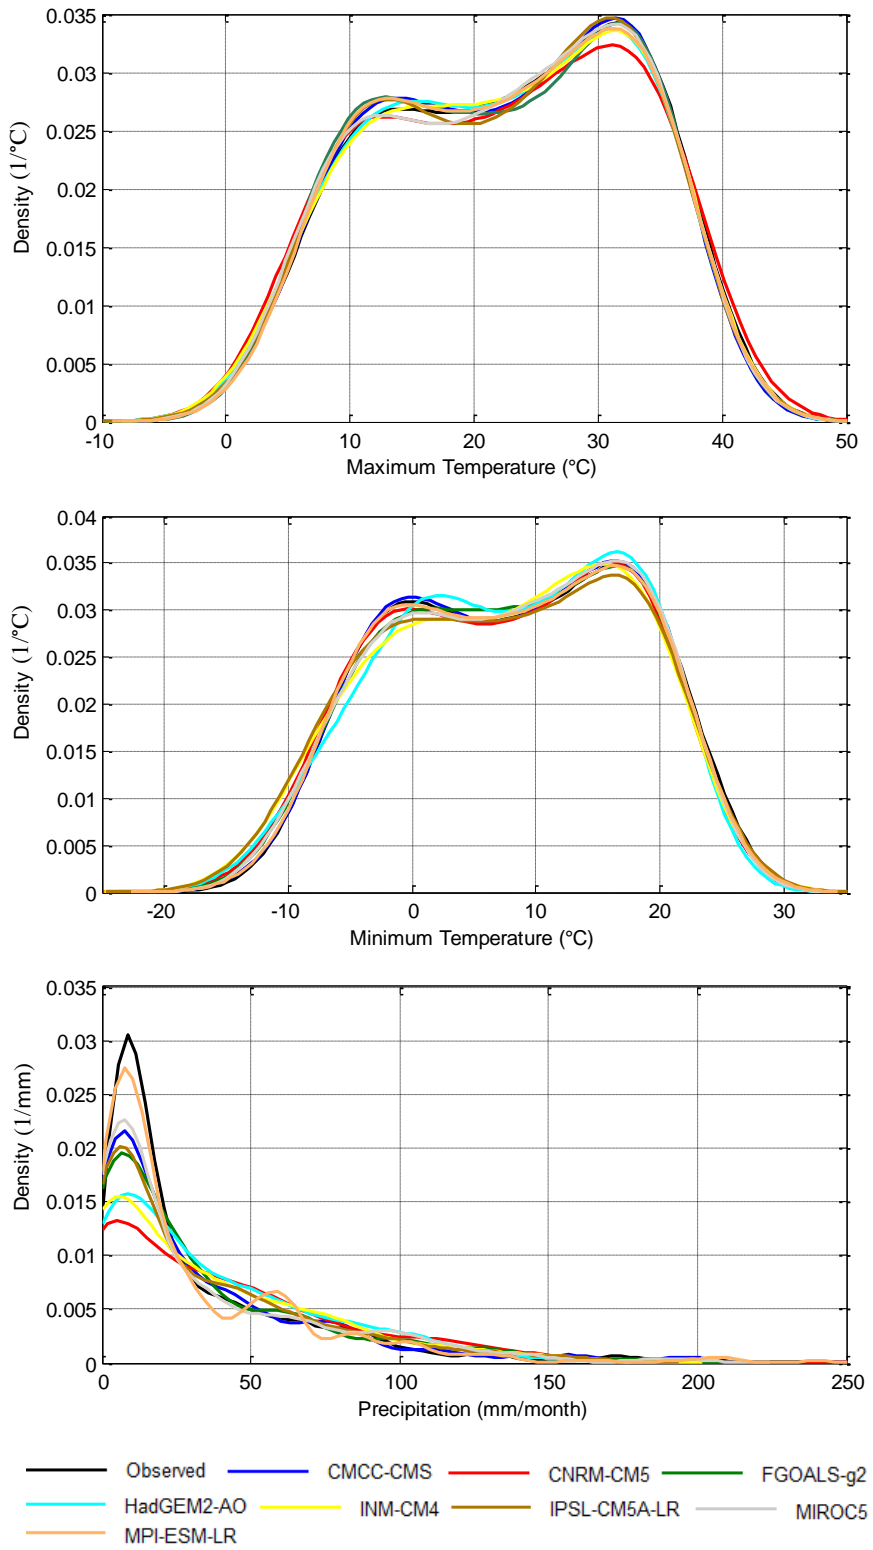 0.035
0.03
0.025
0.02
0.015
0.01
0.005
0
Density (1/°C)
-10 0 10 20 30 40 50
Maximum Temperature (°C)
0.04
0.035
0.03
0.025
0.02
0.015
0.01
0.005
0
Density (1/°C)
-20 -10 0 10 20 30
Minimum Temperature (°C)
0.035
0.03
0.025
0.02
0.015
0.01
0.005
0
Density (1/mm)
0 50 100 150 200 250
Precipitation (mm/month)
Observed CMCC-CMS CNRM-CM5 FGOALS-g2
HadGEM2-AO INM-CM4 IPSL-CM5A-LR MIROC5
MPI-ESM-LR